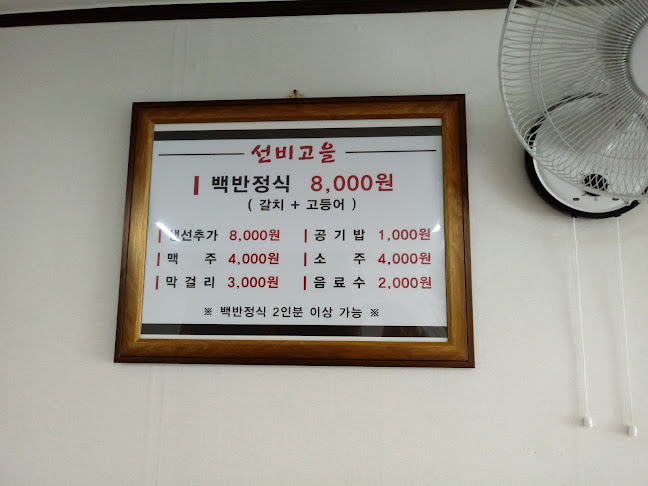 선비고을
백반정식 8,000원
( 갈치 + 고등어 )
생선추가 8,000원 공기밥 1,000원
맥주 4,000원 소주 4,000원
막걸리 3,000원 음료수 2,000원
※ 백반정식 2인분 이상 가능 ※